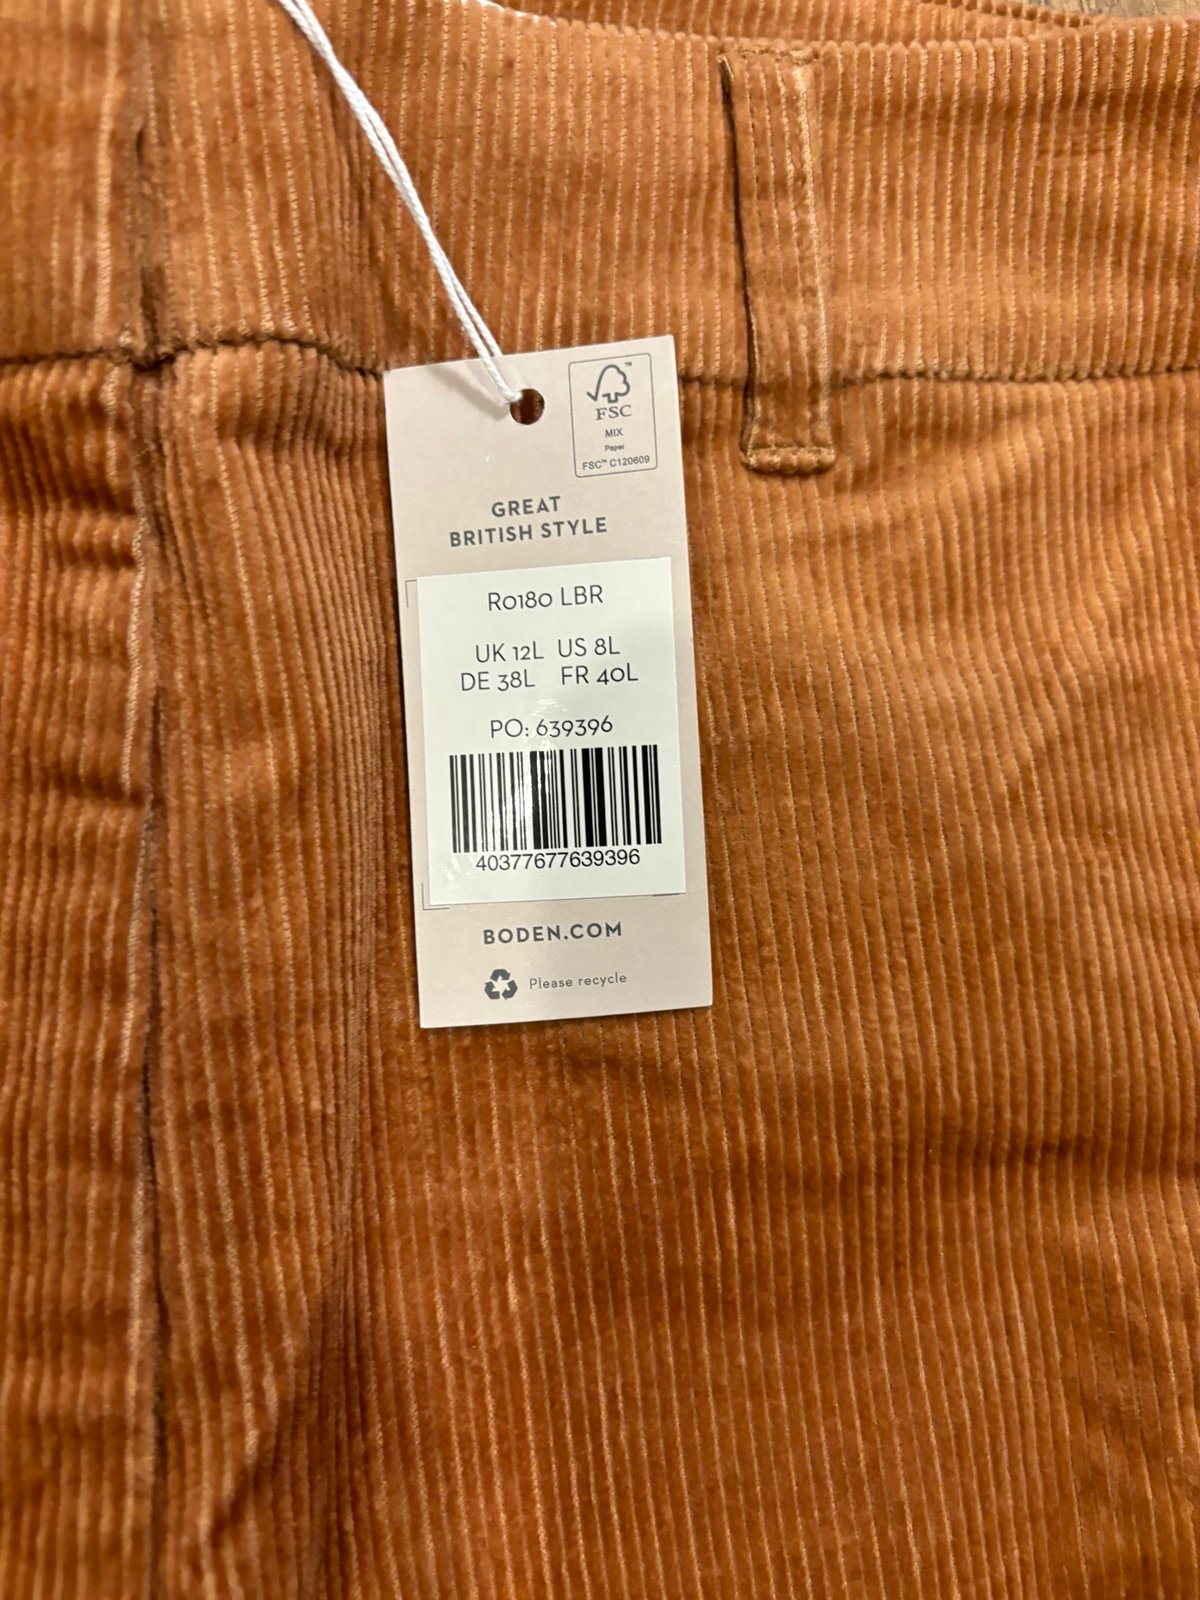 FSC™
MIX
Paper
FSC™ C120609
GREAT
BRITISH STYLE
R0180 LBR
UK 12L US 8L
DE 38L FR 40L
PO: 639396
40377677639396
BODEN.COM
Please recycle